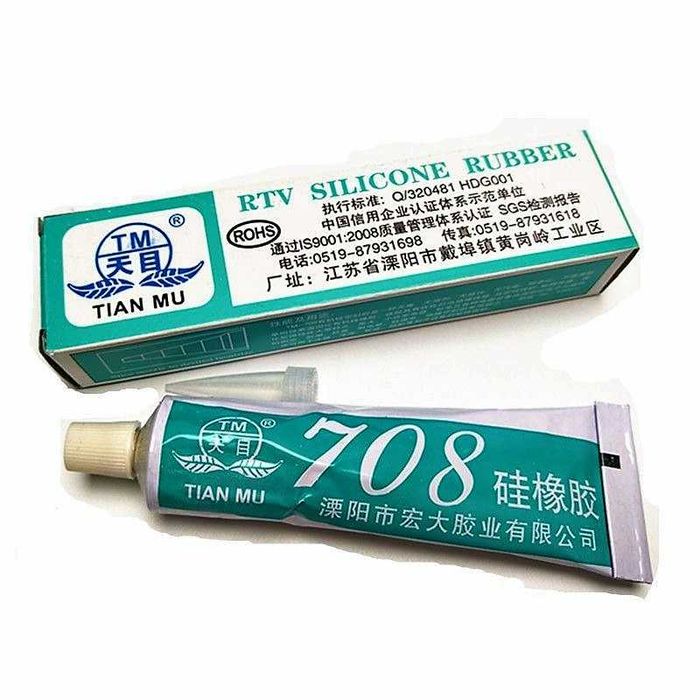 RTV SILICONE RUBBER
执行标准: Q/320481 HDG001
中国信用企业认证体系示范单位
ROHS
通过IS9001:2008质量管理体系认证 SGS检测报告
电话:0519-87931698 传真:0519-87931618
厂址: 江苏省溧阳市戴埠镇黄岗岭工业区
TM
®
天目
TIAN MU
性质及用途
TM
®
天目
TIAN MU
708
硅橡胶
溧阳市宏大胶业有限公司